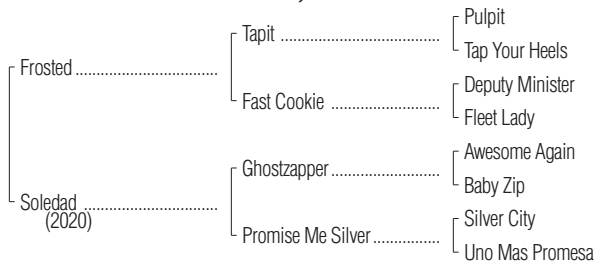 Pulpit
Tapit
Tap Your Heels
Frosted
Deputy Minister
Fast Cookie
Fleet Lady
Awesome Again
Ghostzapper
Baby Zip
Soledad
(2020)
Silver City
Promise Me Silver
Uno Mas Promesa